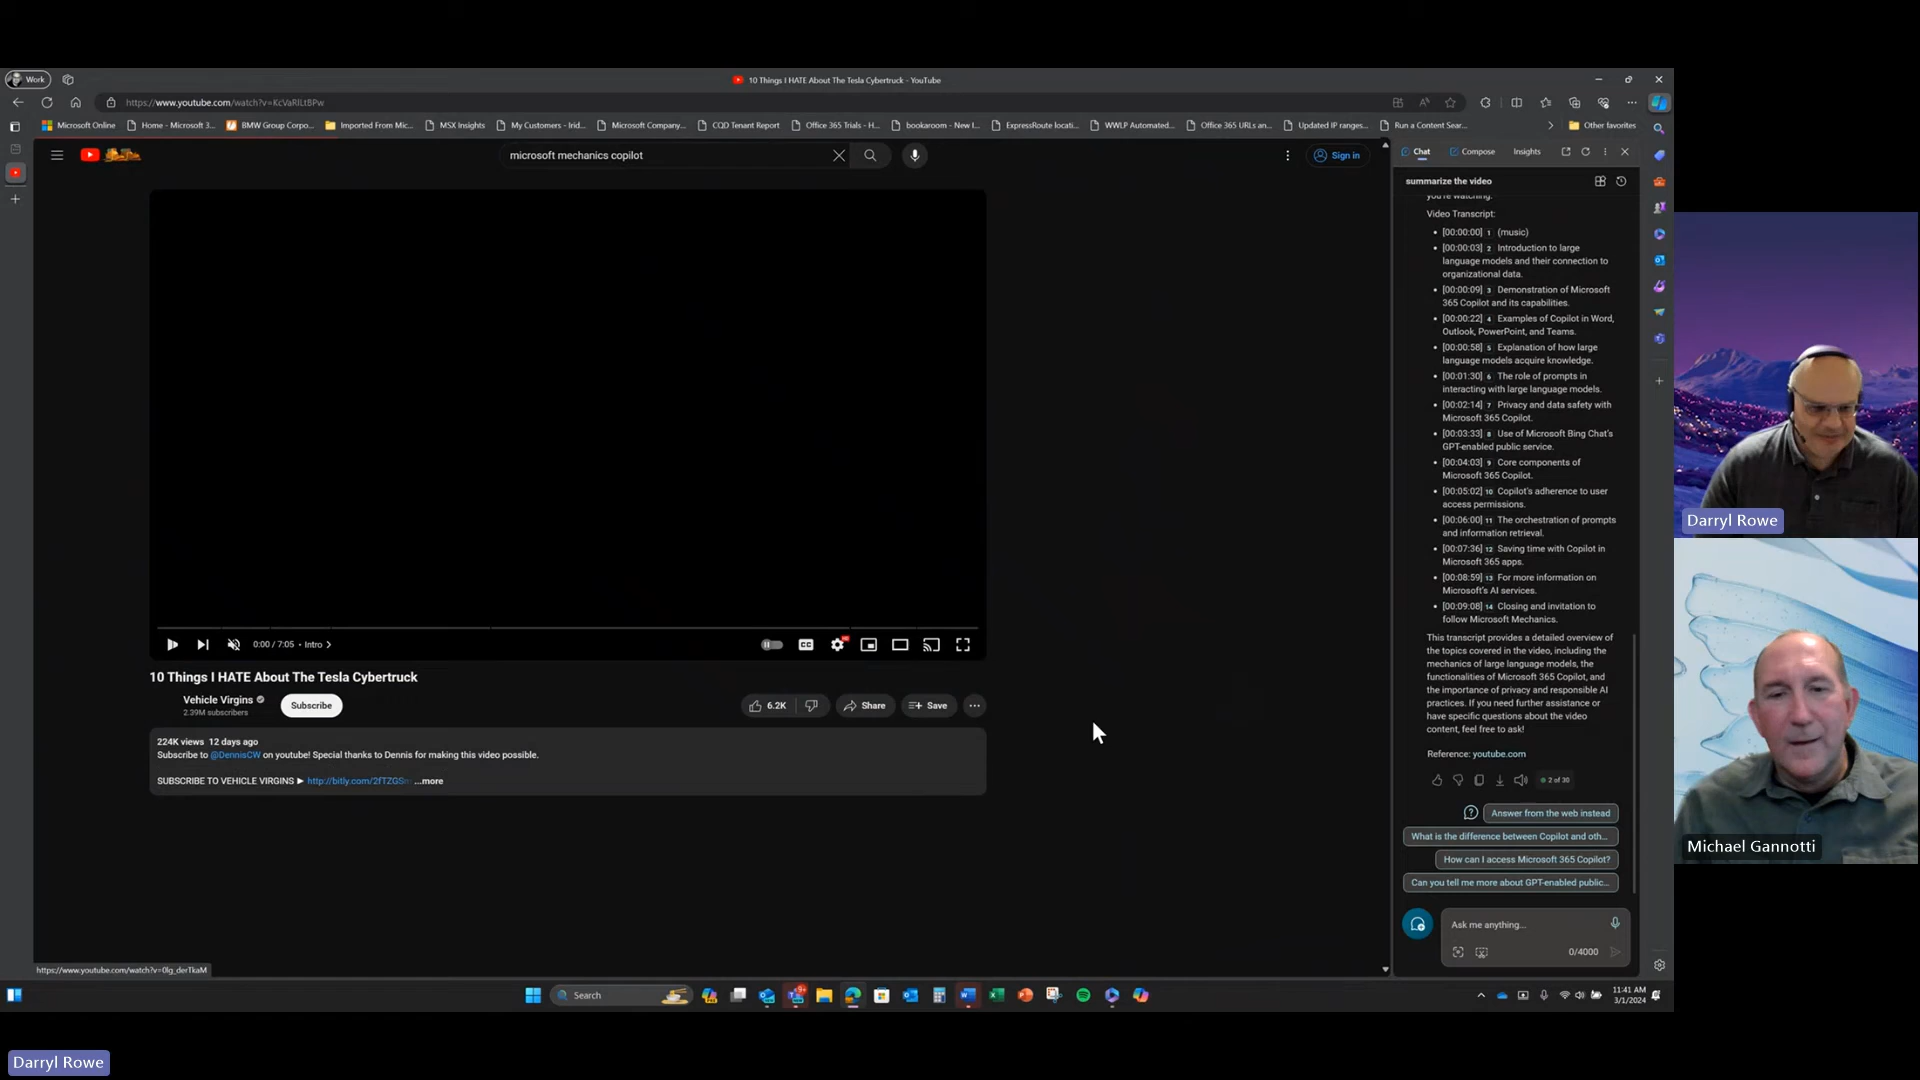 Work
10 Things I HATE About The Tesla Cybertruck - YouTube
https://www.youtube.com/watch?v=KcVaRlLtBPw
Microsoft Online
Home - Microsoft 3...
BMW Group Corpo...
Imported From Mic...
MSX Insights
My Customers - Irid...
Microsoft Company...
CQD Tenant Report
Office 365 Trials - H...
bookaroom - New I...
ExpressRoute locati...
WWLP Automated...
Office 365 URLs an...
Updated IP ranges...
Run a Content Sear...
Other favorites
microsoft mechanics copilot
Sign in
0:00 / 7:05 • Intro
10 Things I HATE About The Tesla Cybertruck
Vehicle Virgins
2.39M subscribers
Subscribe
6.2K
Share
Save
224K views 12 days ago
Subscribe to @DennisCW on youtube! Special thanks to Dennis for making this video possible.
SUBSCRIBE TO VEHICLE VIRGINS ► http://bitly.com/2fTZGS ...more
https://www.youtube.com/watch?v=0lg_derTkaM
Chat
Compose
Insights
summarize the video
you're watching.
Video Transcript:
• [00:00:00] 1 (music)
• [00:00:03] 2 Introduction to large
language models and their connection to
organizational data.
• [00:00:09] 3 Demonstration of Microsoft
365 Copilot and its capabilities.
• [00:00:22] 4 Examples of Copilot in Word,
Outlook, PowerPoint, and Teams.
• [00:00:58] 5 Explanation of how large
language models acquire knowledge.
• [00:01:30] 6 The role of prompts in
interacting with large language models.
• [00:02:14] 7 Privacy and data safety with
Microsoft 365 Copilot.
• [00:03:33] 8 Use of Microsoft Bing Chat's
GPT-enabled public service.
• [00:04:03] 9 Core components of
Microsoft 365 Copilot.
• [00:05:02] 10 Copilot's adherence to user
access permissions.
• [00:06:00] 11 The orchestration of prompts
and information retrieval.
• [00:07:36] 12 Saving time with Copilot in
Microsoft 365 apps.
• [00:08:59] 13 For more information on
Microsoft's AI services.
• [00:09:08] 14 Closing and invitation to
follow Microsoft Mechanics.
This transcript provides a detailed overview of
the topics covered in the video, including the
mechanics of large language models, the
functionalities of Microsoft 365 Copilot, and
the importance of privacy and responsible AI
practices. If you need further assistance or
have specific questions about the video
content, feel free to ask!
Reference: youtube.com
2 of 30
Answer from the web instead
What is the difference between Copilot and oth...
How can I access Microsoft 365 Copilot?
Can you tell me more about GPT-enabled public...
Ask me anything...
0/4000
Search
11:41 AM
3/1/2024
Darryl Rowe
Michael Gannotti
Darryl Rowe